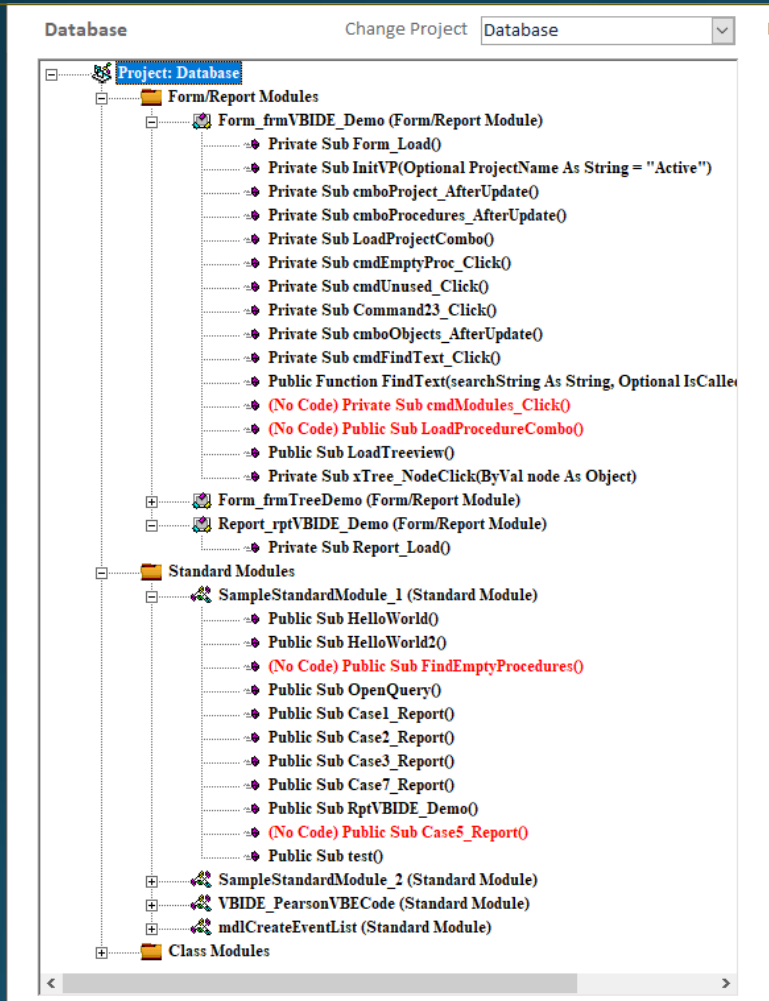 Database Change Project Database
Project: Database
Form/Report Modules
Form_frmVBIDE_Demo (Form/Report Module)
Private Sub Form_Load()
Private Sub InitVP(Optional ProjectName As String = "Active")
Private Sub cmboProject_AfterUpdate()
Private Sub cmboProcedures_AfterUpdate()
Private Sub LoadProjectCombo()
Private Sub cmdEmptyProc_Click()
Private Sub cmdUnused_Click()
Private Sub Command23_Click()
Private Sub cmboObjects_AfterUpdate()
Private Sub cmdFindText_Click()
Public Function FindText(searchString As String, Optional IsCalle
(No Code) Private Sub cmdModules_Click()
(No Code) Public Sub LoadProcedureCombo()
Public Sub LoadTreeview()
Private Sub xTree_NodeClick(ByVal node As Object)
Form_frmTreeDemo (Form/Report Module)
Report_rptVBIDE_Demo (Form/Report Module)
Private Sub Report_Load()
Standard Modules
SampleStandardModule_1 (Standard Module)
Public Sub HelloWorld()
Public Sub HelloWorld2()
(No Code) Public Sub FindEmptyProcedures()
Public Sub OpenQuery()
Public Sub Case1_Report()
Public Sub Case2_Report()
Public Sub Case3_Report()
Public Sub Case7_Report()
Public Sub RptVBIDE_Demo()
(No Code) Public Sub Case5_Report()
Public Sub test()
SampleStandardModule_2 (Standard Module)
VBIDE_PearsonVBECode (Standard Module)
mdlCreateEventList (Standard Module)
Class Modules